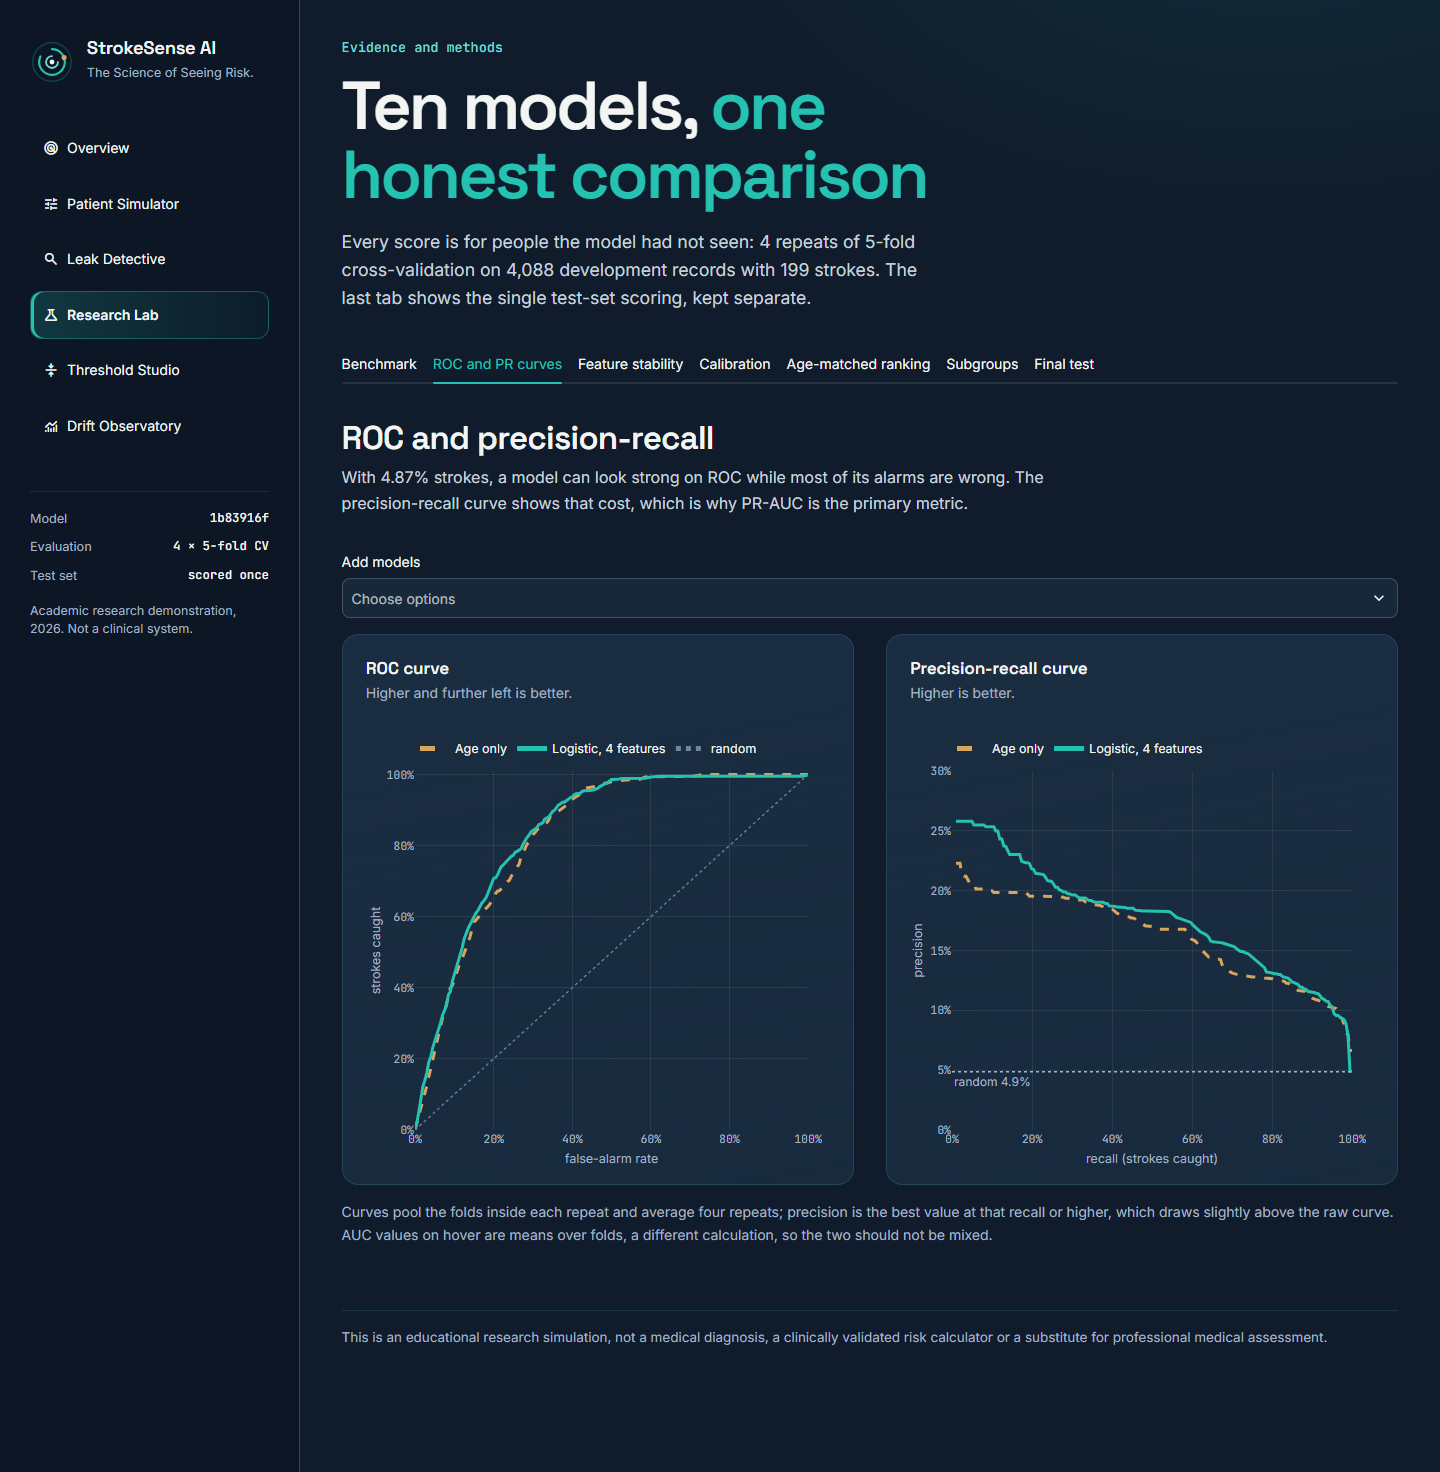 StrokeSense AI
The Science of Seeing Risk.
Overview
Patient Simulator
Leak Detective
Research Lab
Threshold Studio
Drift Observatory
Model 1b83916f
Evaluation 4 × 5-fold CV
Test set scored once
Academic research demonstration,
2026. Not a clinical system.
Evidence and methods
Ten models, one
honest comparison
Every score is for people the model had not seen: 4 repeats of 5-fold
cross-validation on 4,088 development records with 199 strokes. The
last tab shows the single test-set scoring, kept separate.
Benchmark ROC and PR curves Feature stability Calibration Age-matched ranking Subgroups Final test
ROC and precision-recall
With 4.87% strokes, a model can look strong on ROC while most of its alarms are wrong. The
precision-recall curve shows that cost, which is why PR-AUC is the primary metric.
Add models
Choose options
ROC curve
Higher and further left is better.
Age only Logistic, 4 features random
100%
80%
60%
40%
20%
0%
strokes caught
0% 20% 40% 60% 80% 100%
false-alarm rate
Precision-recall curve
Higher is better.
Age only Logistic, 4 features
30%
25%
20%
15%
10%
5%
0%
precision
random 4.9%
0% 20% 40% 60% 80% 100%
recall (strokes caught)
Curves pool the folds inside each repeat and average four repeats; precision is the best value at that recall or higher, which draws slightly above the raw curve.
AUC values on hover are means over folds, a different calculation, so the two should not be mixed.
This is an educational research simulation, not a medical diagnosis, a clinically validated risk calculator or a substitute for professional medical assessment.